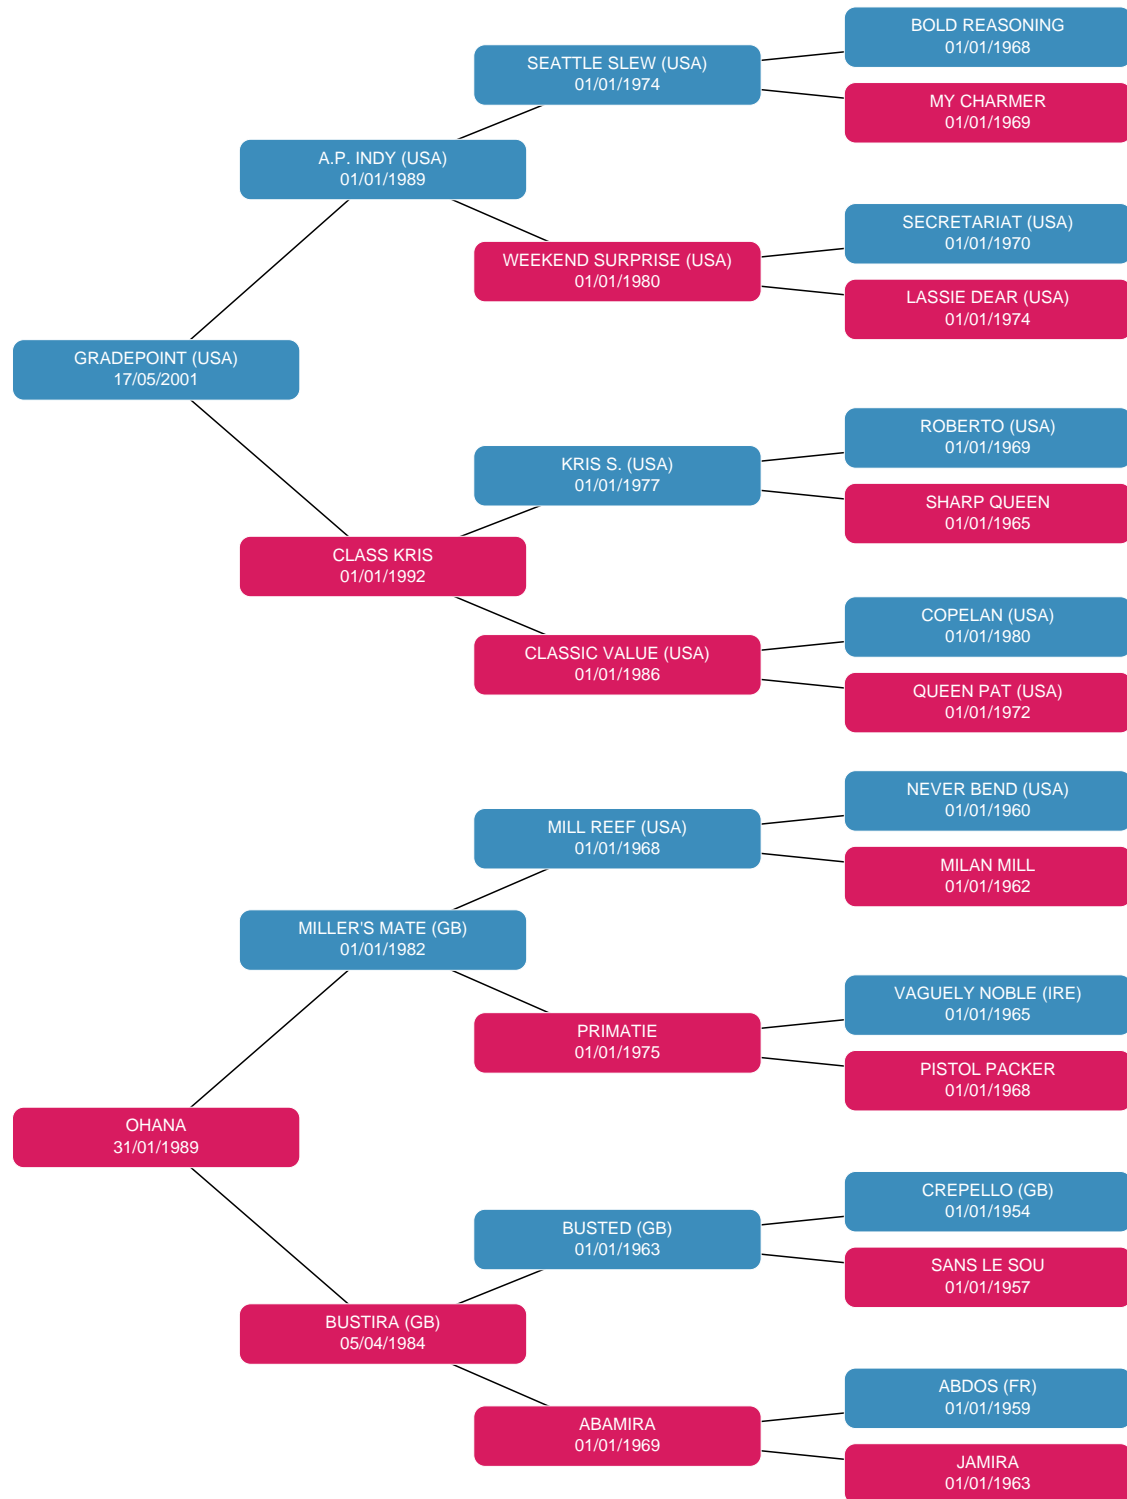 BOLD REASONING
01/01/1968
SEATTLE SLEW (USA)
01/01/1974
MY CHARMER
01/01/1969
A.P. INDY (USA)
01/01/1989
SECRETARIAT (USA)
01/01/1970
WEEKEND SURPRISE (USA)
01/01/1980
LASSIE DEAR (USA)
01/01/1974
GRADEPOINT (USA)
17/05/2001
ROBERTO (USA)
01/01/1969
KRIS S. (USA)
01/01/1977
SHARP QUEEN
01/01/1965
CLASS KRIS
01/01/1992
COPELAN (USA)
01/01/1980
CLASSIC VALUE (USA)
01/01/1986
QUEEN PAT (USA)
01/01/1972
NEVER BEND (USA)
01/01/1960
MILL REEF (USA)
01/01/1968
MILAN MILL
01/01/1962
MILLER'S MATE (GB)
01/01/1982
VAGUELY NOBLE (IRE)
01/01/1965
PRIMATIE
01/01/1975
PISTOL PACKER
01/01/1968
OHANA
31/01/1989
CREPELLO (GB)
01/01/1954
BUSTED (GB)
01/01/1963
SANS LE SOU
01/01/1957
BUSTIRA (GB)
05/04/1984
ABDOS (FR)
01/01/1959
ABAMIRA
01/01/1969
JAMIRA
01/01/1963